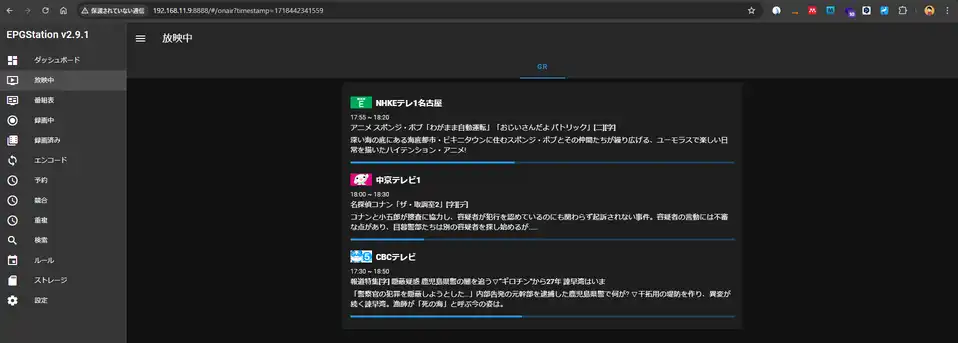 保護されていない通信 192.168.11.9:8888/#/onair?timestamp=1718442341559
EPGStation v2.9.1
放映中
ダッシュボード
放映中
番組表
録画中
録画済み
エンコード
予約
競合
重複
検索
ルール
ストレージ
設定
GR
NHKEテレ1名古屋
17:55 ~ 18:20
アニメ スポンジ・ボブ「わがまま自動運転」「おじいさんだよ パトリック」[二][字]
深い海の底にある海底都市・ビキニタウンに住むスポンジ・ボブとその仲間たちが繰り広げる、ユーモラスで楽しい日
常を描いたハイテンション・アニメ!
中京テレビ1
18:00 ~ 18:30
名探偵コナン「ザ・取調室2」[字][デ]
コナンと小五郎が捜査に協力し、容疑者が犯行を認めているのにも関わらず起訴されない事件。容疑者の言動には不審
な点があり、目暮警部たちは別の容疑者を探し始めるが……
5
CBCテレビ
17:30 ~ 18:50
報道特集[字] 隠蔽疑惑 鹿児島県警の闇を追う▽“ギロチン”から27年 諫早湾はいま
「警察官の犯罪を隠蔽しようとした…」内部告発の元幹部を逮捕した鹿児島県警で何が? ▽干拓用の堤防を作り、異変が
続く諫早湾。漁師が「死の海」と呼ぶ今の姿は。